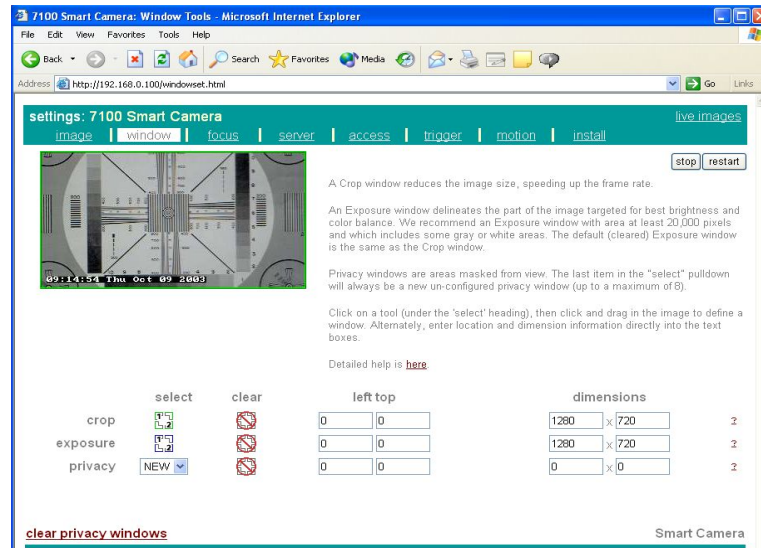 7100 Smart Camera: Window Tools - Microsoft Internet Explorer
File Edit View Favorites Tools Help
Back Search Favorites Media
Address http://192.168.0.100/windowset.html Go Links
settings: 7100 Smart Camera live images
image window focus server access trigger motion install
stop restart
A Crop window reduces the image size, speeding up the frame rate.
An Exposure window delineates the part of the image targeted for best brightness and
color balance. We recommend an Exposure window with area at least 20,000 pixels
and which includes some gray or white areas. The default (cleared) Exposure window
is the same as the Crop window.
Privacy windows are areas masked from view. The last item in the "select" pulldown
will always be a new un-configured privacy window (up to a maximum of 8).
Click on a tool (under the 'select' heading), then click and drag in the image to define a
window. Alternately, enter location and dimension information directly into the text
boxes.
Detailed help is here.
09:14:54 Thu Oct 09 2003
select clear left top dimensions
crop 1 2 0 0 1280 x 720 ?
exposure 1 2 0 0 1280 x 720 ?
privacy NEW 0 0 0 x 0 ?
clear privacy windows Smart Camera